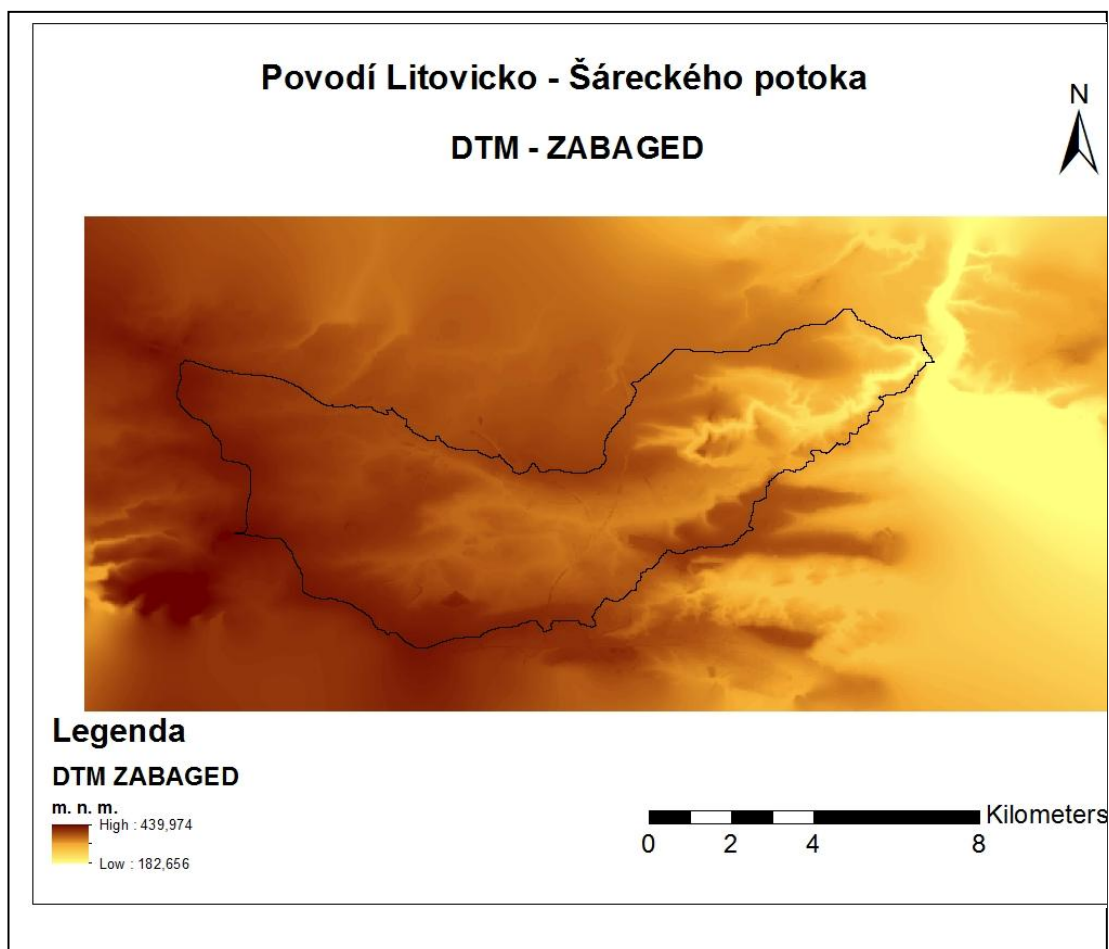 Povodí Litovicko - Šáreckého potoka
DTM - ZABAGED
N
Legenda
DTM ZABAGED
m. n. m.
High : 439,974
Low : 182,656
Kilometers
0 2 4 8